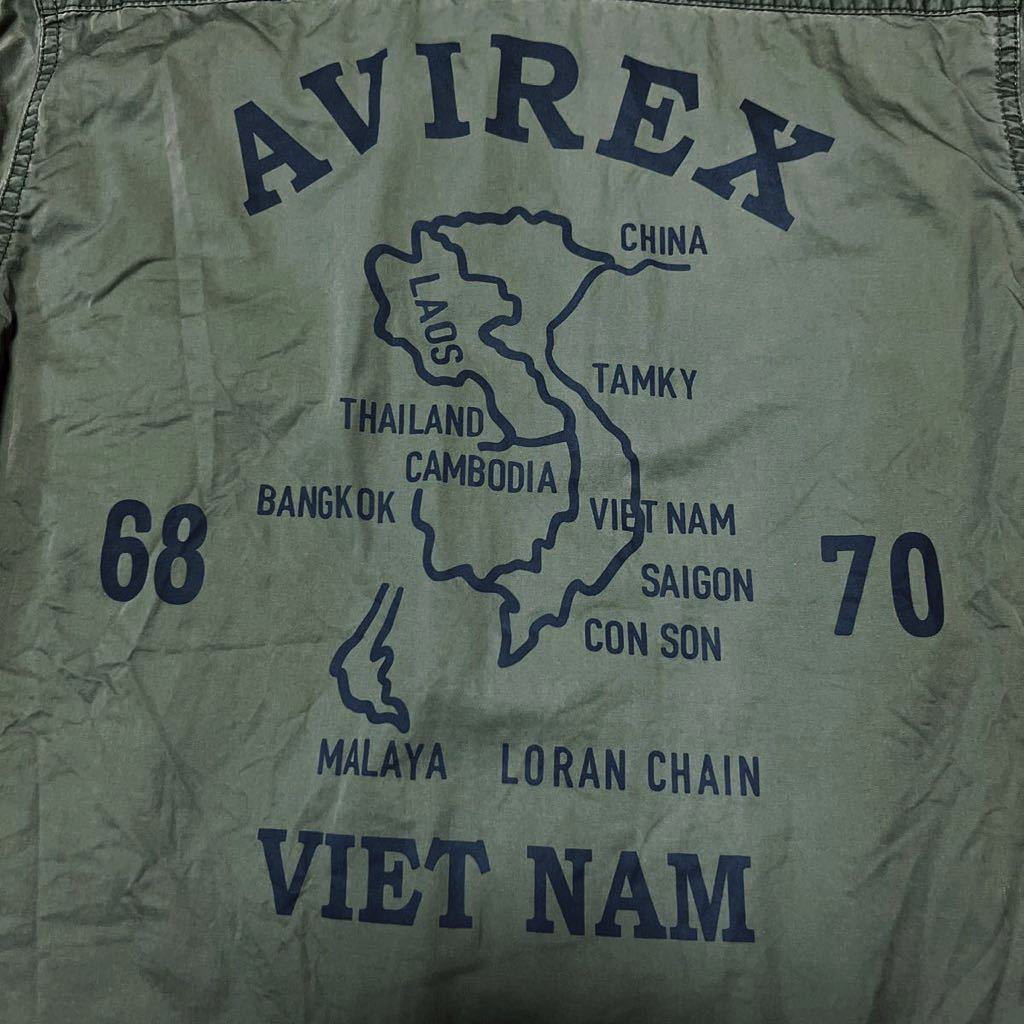 AVIREX
CHINA
LAOS
TAMKY
THAILAND
CAMBODIA
BANGKOK
VIET NAM
68
70
SAIGON
CON SON
MALAYA
LORAN CHAIN
VIET NAM